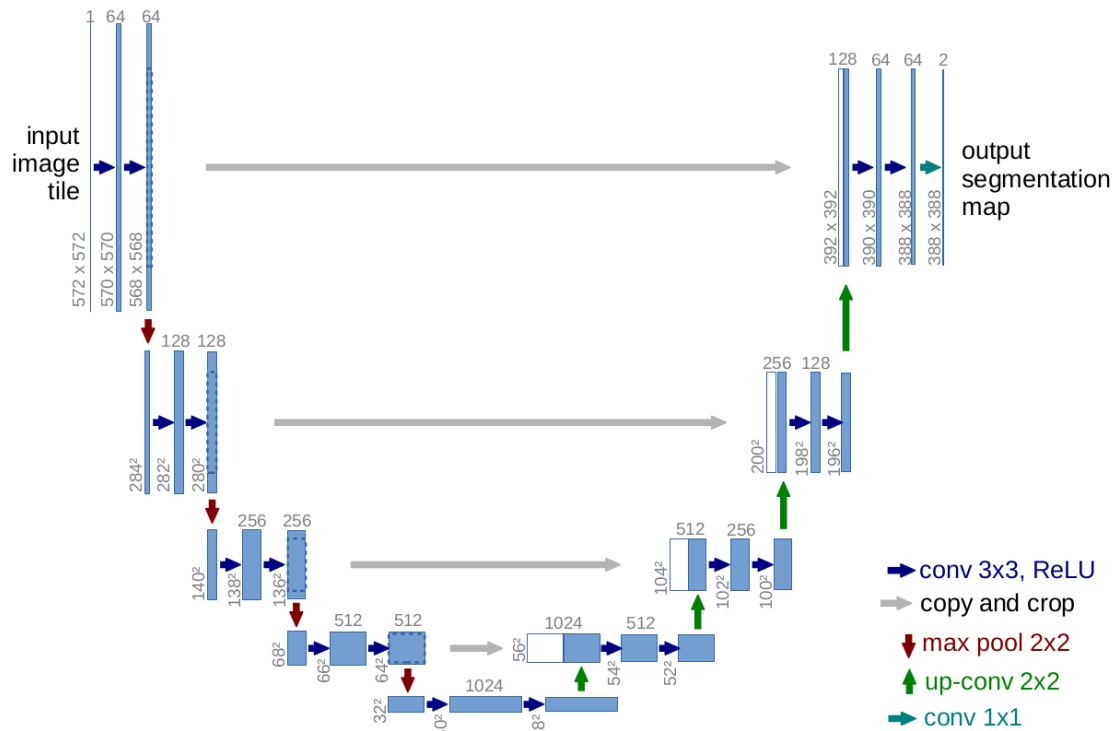 1 64 64
input
image
tile
572 x 572
570 x 570
568 x 568
128 64 64 2
output
segmentation
map
392 x 392
390 x 390
388 x 388
388 x 388
128 128
284²
282²
280²
256 128
200²
198²
196²
256 256
140²
138²
136²
512 256
104²
102²
100²
512 512
68²
66²
64²
1024 512
56²
54²
52²
1024
32²
conv 3x3, ReLU
copy and crop
max pool 2x2
up-conv 2x2
conv 1x1